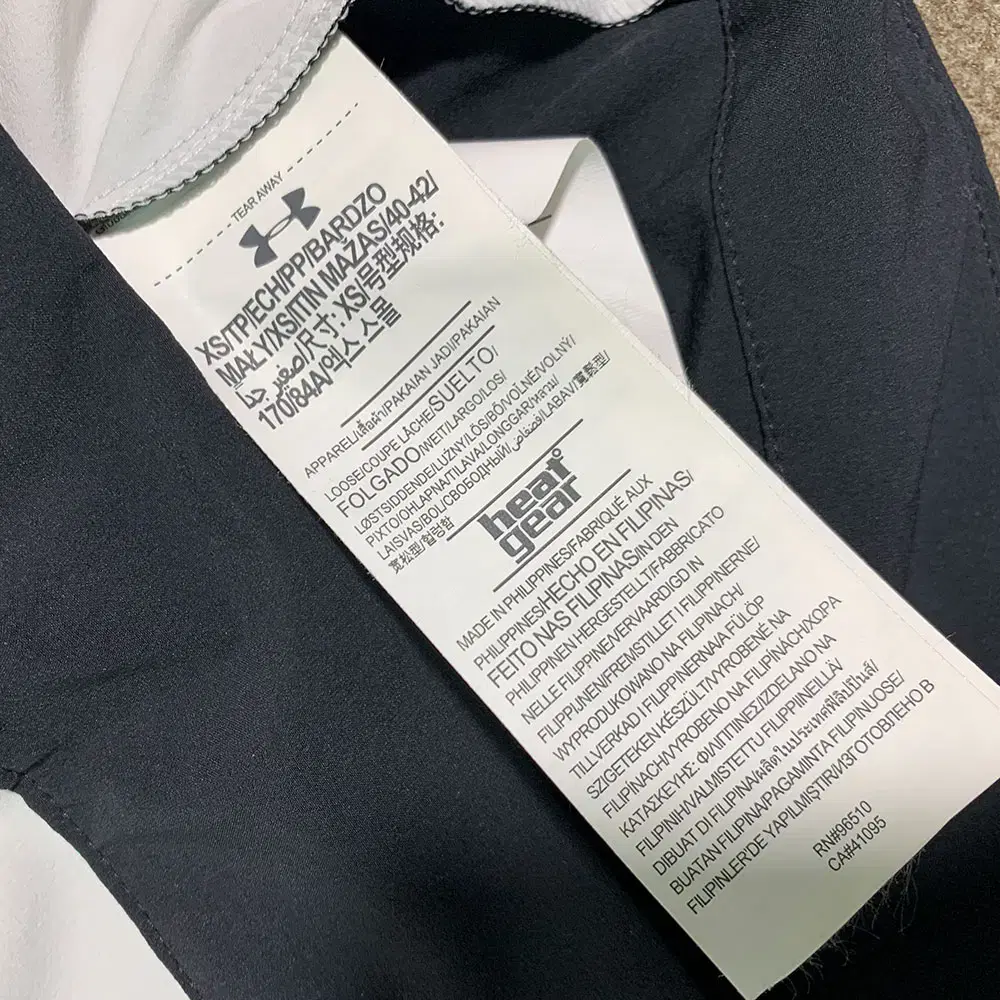 TEAR AWAY
XS/TP/ECH/PP/BARDZO
MAŁY/XS/ITIN MAŽAS/40-42/
صغير جدا/尺寸: XS/号型规格:
170/84A/엑스 스몰
APPAREL/เสื้อผ้า/PAKAIAN JADI/PAKAIAN
LOOSE/COUPE LÂCHE/SUELTO/
FOLGADO/WEIT/LARGO/LOS/
LØSTSIDDENDE/LUŹNY/LÖS/BŐ/VOĽNÉ/VOLNÝ/
PIXTO/OHLAPNA/TILAVA/LONGGAR/หลวม/
LAISVAS/BOL/СВОБОДНЫЙ/فضفاض/LABAV/寬鬆型/
宽松型/헐렁함
heat
gear
MADE IN PHILIPPINES/FABRIQUÉ AUX
PHILIPPINES/HECHO EN FILIPINAS/
FEITO NAS FILIPINAS/IN DEN
PHILIPPINEN HERGESTELLT/FABBRICATO
NELLE FILIPPINE/VERVAARDIGD IN
FILIPPIJNEN/FREMSTILLET I FILIPPINERNE/
WYPRODUKOWANO NA FILIPINACH/
TILLVERKAD I FILIPPINERNA/A FÜLÖP
SZIGETEKEN KÉSZÜLT/VYROBENÉ NA
FILIPÍNACH/VYROBENO NA FILIPÍNÁCH/ΧΩΡΑ
ΚΑΤΑΣΚΕΥΗΣ: ΦΙΛΙΠΠΙΝΕΣ/IZDELANO NA
FILIPINIH/VALMISTETTU FILIPPIINEILLÄ/
DIBUAT DI FILIPINA/ผลิตในประเทศฟิลิปปินส์/
BUATAN FILIPINA/PAGAMINTA FILIPINUOSE/
FILIPINLER'DE YAPILMIŞTIR/ИЗГОТОВЛЕНО В
RN#96510
CA#41095